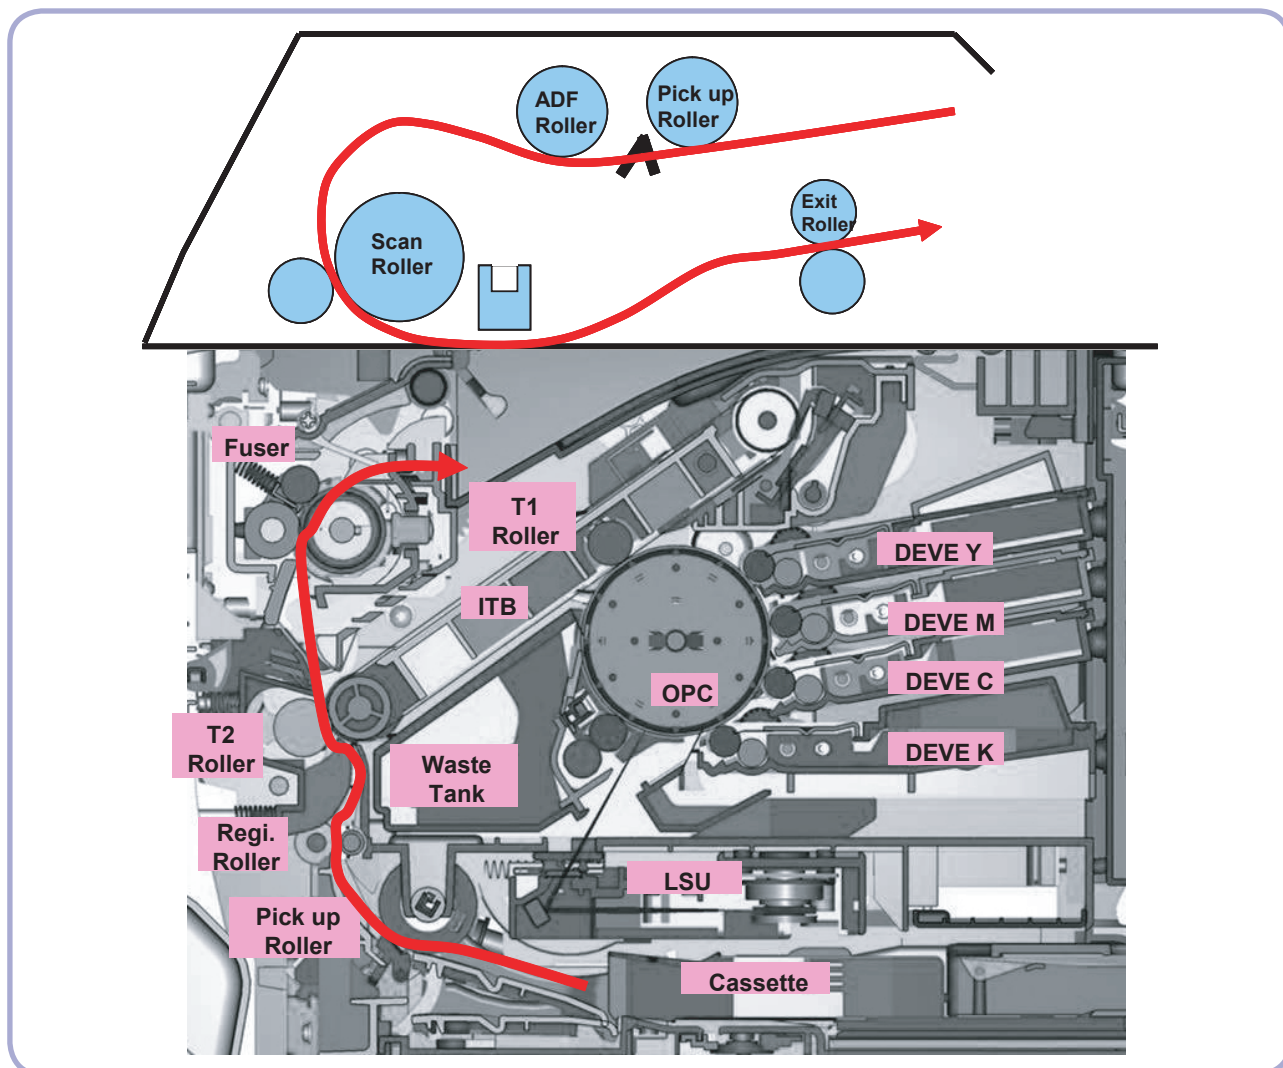 ADF
Roller
Pick up
Roller
Exit
Roller
Scan
Roller
Fuser
T1
Roller
DEVE Y
ITB
DEVE M
OPC
DEVE C
T2
Roller
DEVE K
Waste
Tank
Regi.
Roller
LSU
Pick up
Roller
Cassette